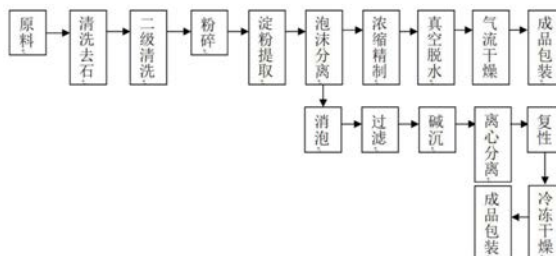 原料
清洗去石
二级清洗
粉碎
淀粉提取
泡沫分离
浓缩精制
真空脱水
气流干燥
成品包装
消泡
过滤
碱沉
离心分离
复性
冷冻干燥
成品包装